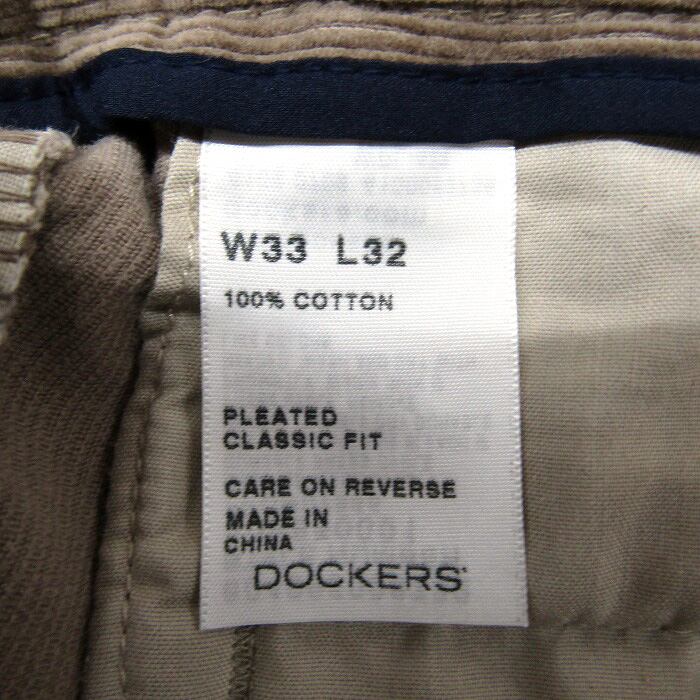 W33 L32
100% COTTON
PLEATED
CLASSIC FIT
CARE ON REVERSE
MADE IN
CHINA
DOCKERS